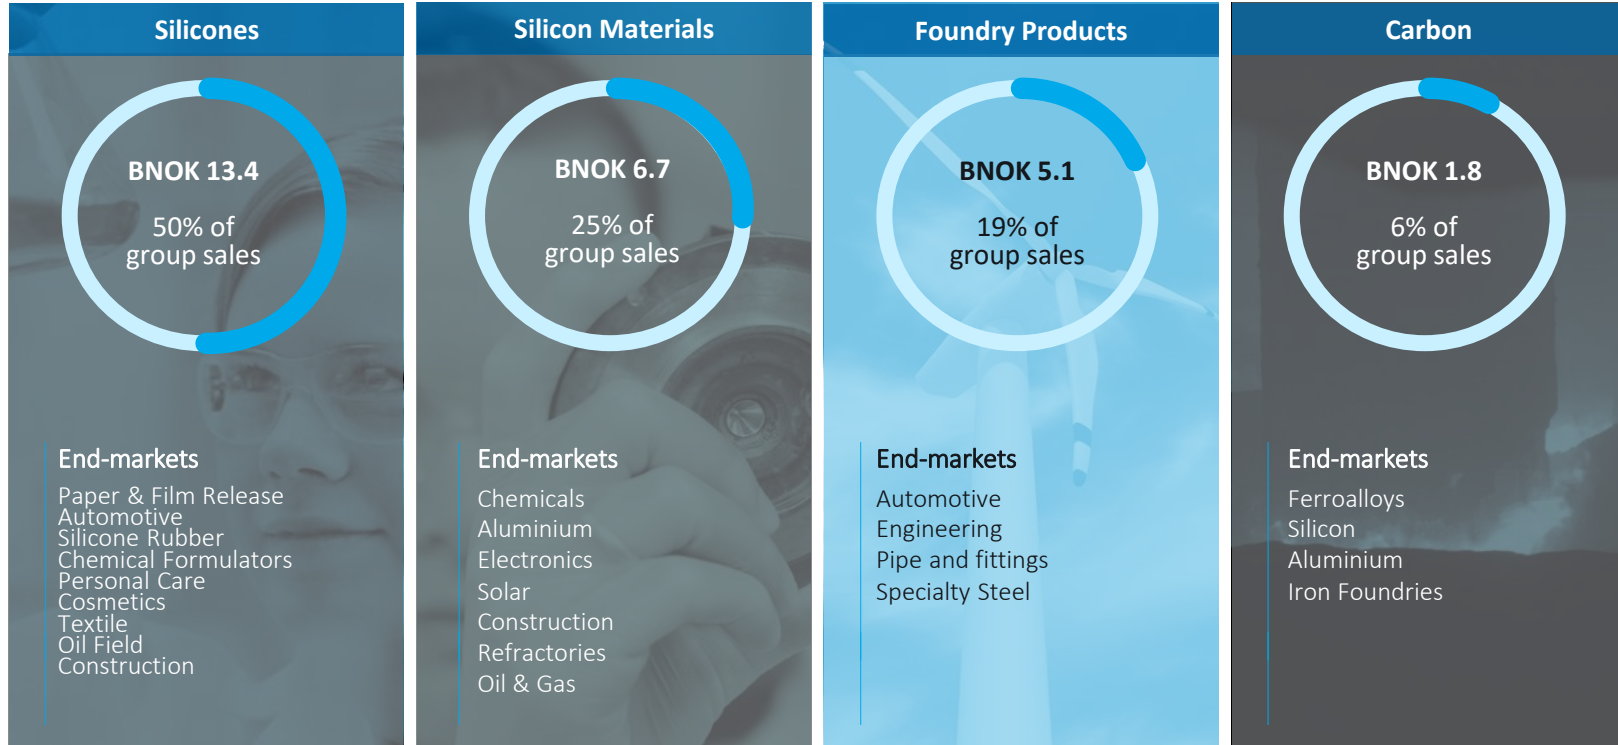 Silicones
BNOK 13.4
50% of
group sales
End-markets
Paper & Film Release
Automotive
Silicone Rubber
Chemical Formulators
Personal Care
Cosmetics
Textile
Oil Field
Construction
Silicon Materials
BNOK 6.7
25% of
group sales
End-markets
Chemicals
Aluminium
Electronics
Solar
Construction
Refractories
Oil & Gas
Foundry Products
BNOK 5.1
19% of
group sales
End-markets
Automotive
Engineering
Pipe and fittings
Specialty Steel
Carbon
BNOK 1.8
6% of
group sales
End-markets
Ferroalloys
Silicon
Aluminium
Iron Foundries